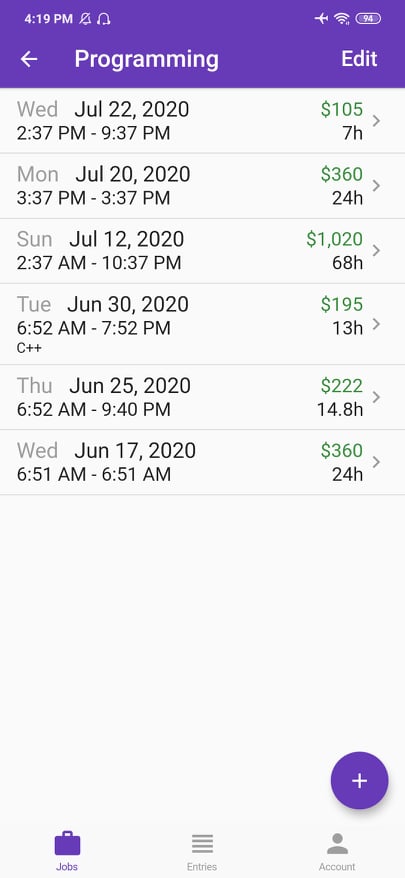 4:19 PM 94
Programming Edit
Wed Jul 22, 2020 $105
2:37 PM - 9:37 PM 7h
Mon Jul 20, 2020 $360
3:37 PM - 3:37 PM 24h
Sun Jul 12, 2020 $1,020
2:37 AM - 10:37 PM 68h
Tue Jun 30, 2020 $195
6:52 AM - 7:52 PM 13h
C++
Thu Jun 25, 2020 $222
6:52 AM - 9:40 PM 14.8h
Wed Jun 17, 2020 $360
6:51 AM - 6:51 AM 24h
+
Jobs Entries Account